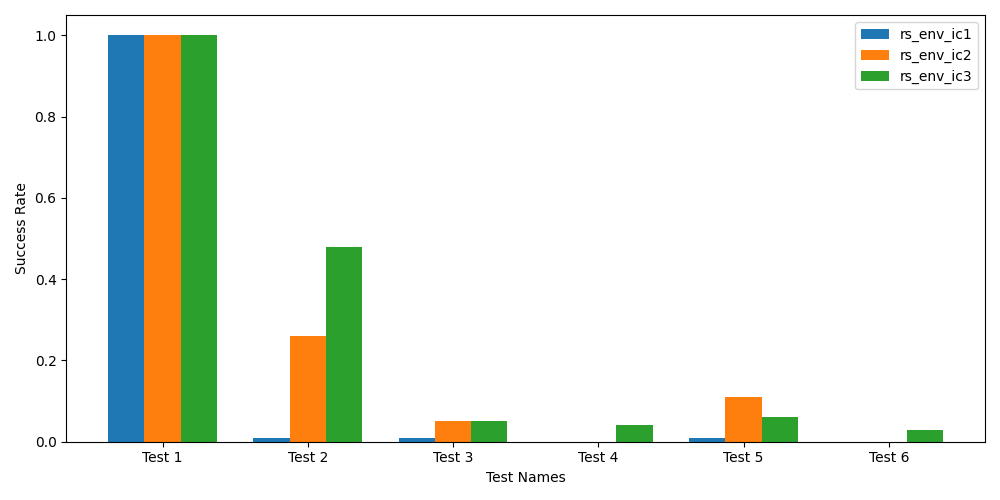 1.0
0.8
0.6
0.4
0.2
0.0
Success Rate
rs_env_ic1
rs_env_ic2
rs_env_ic3
Test 1 Test 2 Test 3 Test 4 Test 5 Test 6
Test Names